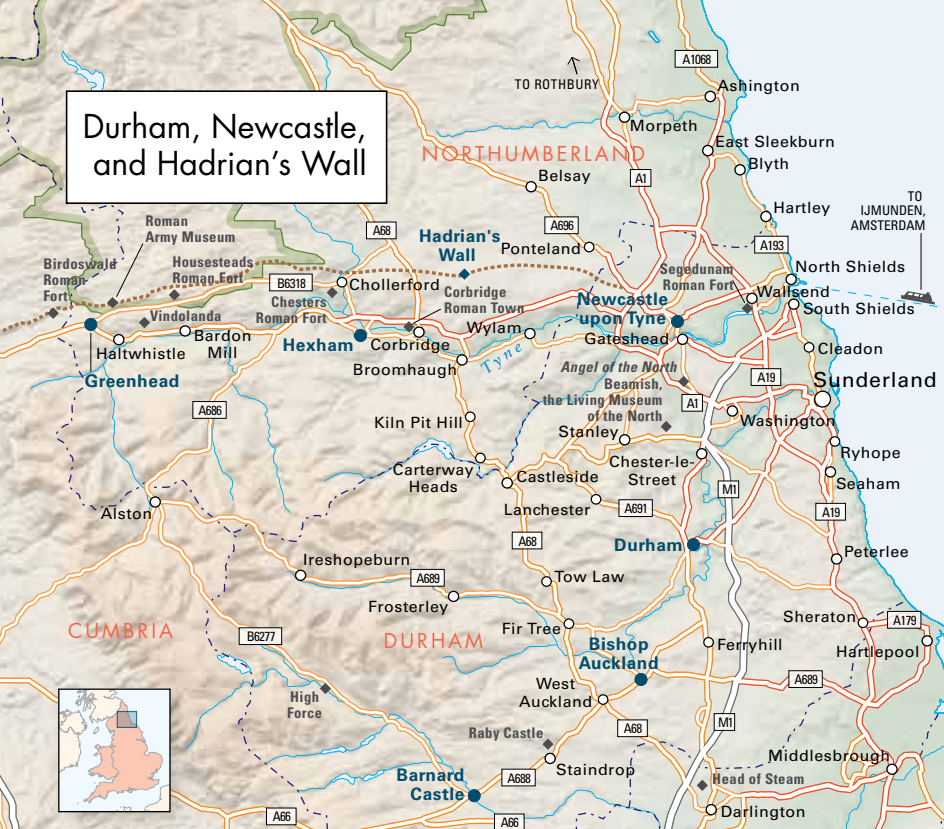 Durham, Newcastle,
and Hadrian's Wall
A1068
TO ROTHBURY
Ashington
Morpeth
NORTHUMBERLAND
East Sleekburn
Blyth
Belsay
A1
TO
IJMUNDEN,
AMSTERDAM
Hartley
Roman
Army Museum
A68
A696
Hadrian's
Wall
Ponteland
A193
Birdoswald
Roman
Fort
Housesteads
Roman Fort
B6318
Chollerford
Segedunum
Roman Fort
North Shields
Chesters
Roman Fort
Corbridge
Roman Town
Newcastle
upon Tyne
Wallsend
South Shields
Vindolanda
Bardon
Mill
Haltwhistle
Hexham
Corbridge
Wylam
Tyne
Gateshead
Cleadon
Greenhead
Broomhaugh
Angel of the North
Beamish,
the Living Museum
of the North
A19
Sunderland
A686
A1
Washington
Kiln Pit Hill
Stanley
Ryhope
Carterway
Heads
Castleside
Chester-le-
Street
M1
Seaham
Alston
Lanchester
A691
A19
A68
Durham
Peterlee
Ireshopeburn
A689
Tow Law
Frosterley
CUMBRIA
B6277
DURHAM
Fir Tree
Sheraton
A179
Bishop
Auckland
Ferryhill
Hartlepool
High
Force
West
Auckland
A689
Raby Castle
A68
M1
Middlesbrough
Barnard
Castle
A688
Staindrop
Head of Steam
A66
A66
Darlington